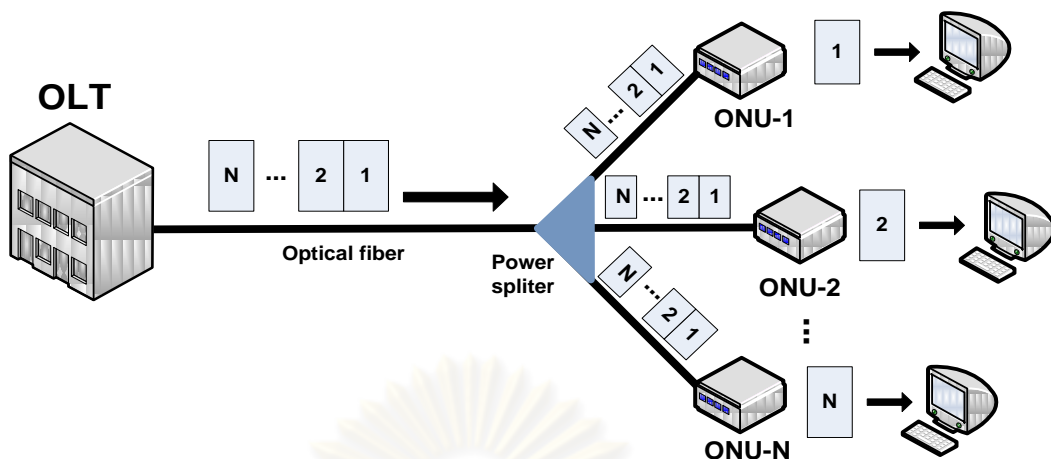 OLT
N ... 2 1
Optical fiber
Power
spliter
N ... 2 1
ONU-1
1
N ... 2 1
ONU-2
2
N ... 2 1
ONU-N
N